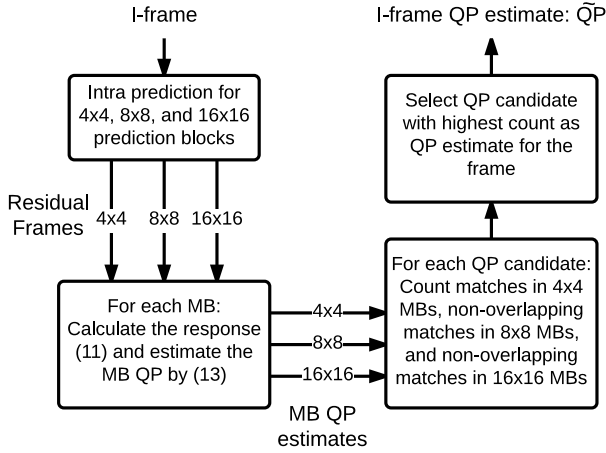 I-frame
Intra prediction for
4x4, 8x8, and 16x16
prediction blocks
Residual
Frames
4x4
8x8
16x16
For each MB:
Calculate the response
(11) and estimate the
MB QP by (13)
4x4
8x8
16x16
MB QP
estimates
For each QP candidate:
Count matches in 4x4
MBs, non-overlapping
matches in 8x8 MBs,
and non-overlapping
matches in 16x16 MBs
Select QP candidate
with highest count as
QP estimate for the
frame
I-frame QP estimate: Q̃P